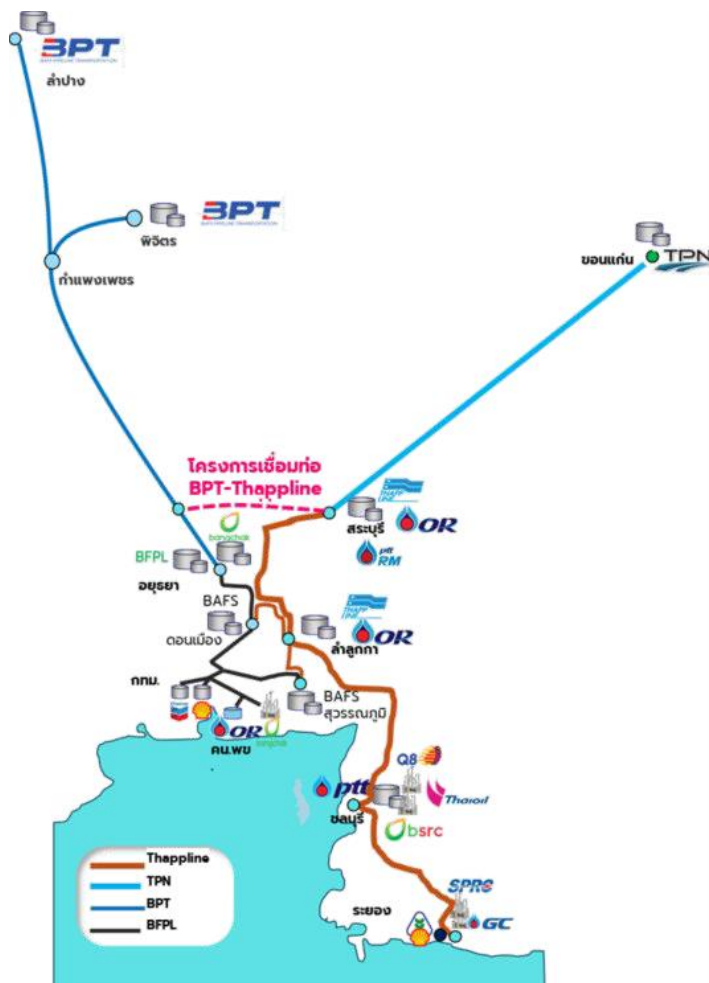 BPT
ลำปาง
BPT
พิจิตร
กำแพงเพชร
ขอนแก่น
TPN
โครงการเชื่อมท่อ
BPT-Thappline
bangchak
สระบุรี
THAPP
LINE
OR
ptt
RM
BFPL
อยุธยา
BAFS
ดอนเมือง
THAPP
LINE
OR
ลำลูกกา
กทม.
BAFS
สุวรรณภูมิ
OR
คน.พข
bangchak
Q8
ptt
Thaioil
ชลบุรี
bsrc
Thappline
TPN
BPT
BFPL
SPRC
ระยอง
GC